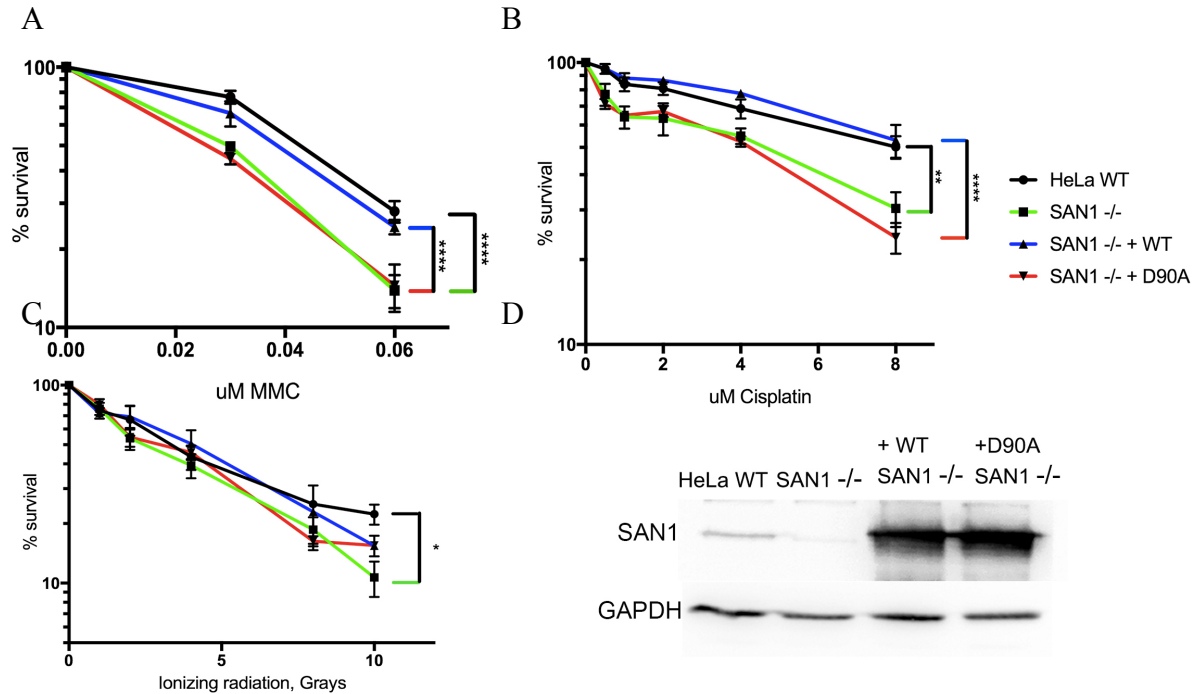 A
100
10
% survival
0.00 0.02 0.04 0.06
uM MMC
****
****
B
100
10
% survival
0 2 4 6 8
uM Cisplatin
**
****
HeLa WT
SAN1 -/-
SAN1 -/- + WT
SAN1 -/- + D90A
C
100
10
% survival
0 5 10
Ionizing radiation, Grays
*
D
+ WT +D90A
HeLa WT SAN1 -/- SAN1 -/- SAN1 -/-
SAN1
GAPDH